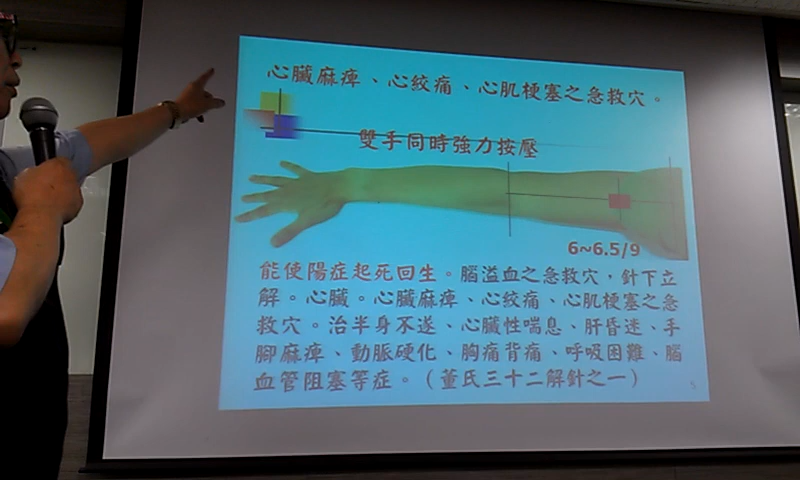 心臟麻痺、心絞痛、心肌梗塞之急救穴。
雙手同時強力按壓
6~6.5/9
能使陽症起死回生。腦溢血之急救穴，針下立
解。心臟。心臟麻痺、心絞痛、心肌梗塞之急
救穴。治半身不遂、心臟性喘息、肝昏迷、手
腳麻痺、動脈硬化、胸痛背痛、呼吸困難、腦
血管阻塞等症。（董氏三十二解針之一）
5